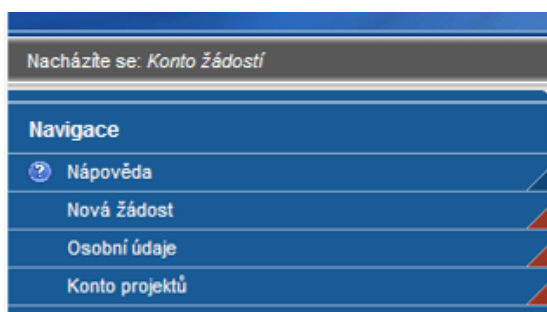 Nacházíte se: Konto žádostí
Navigace
Nápověda
Nová žádost
Osobní údaje
Konto projektů